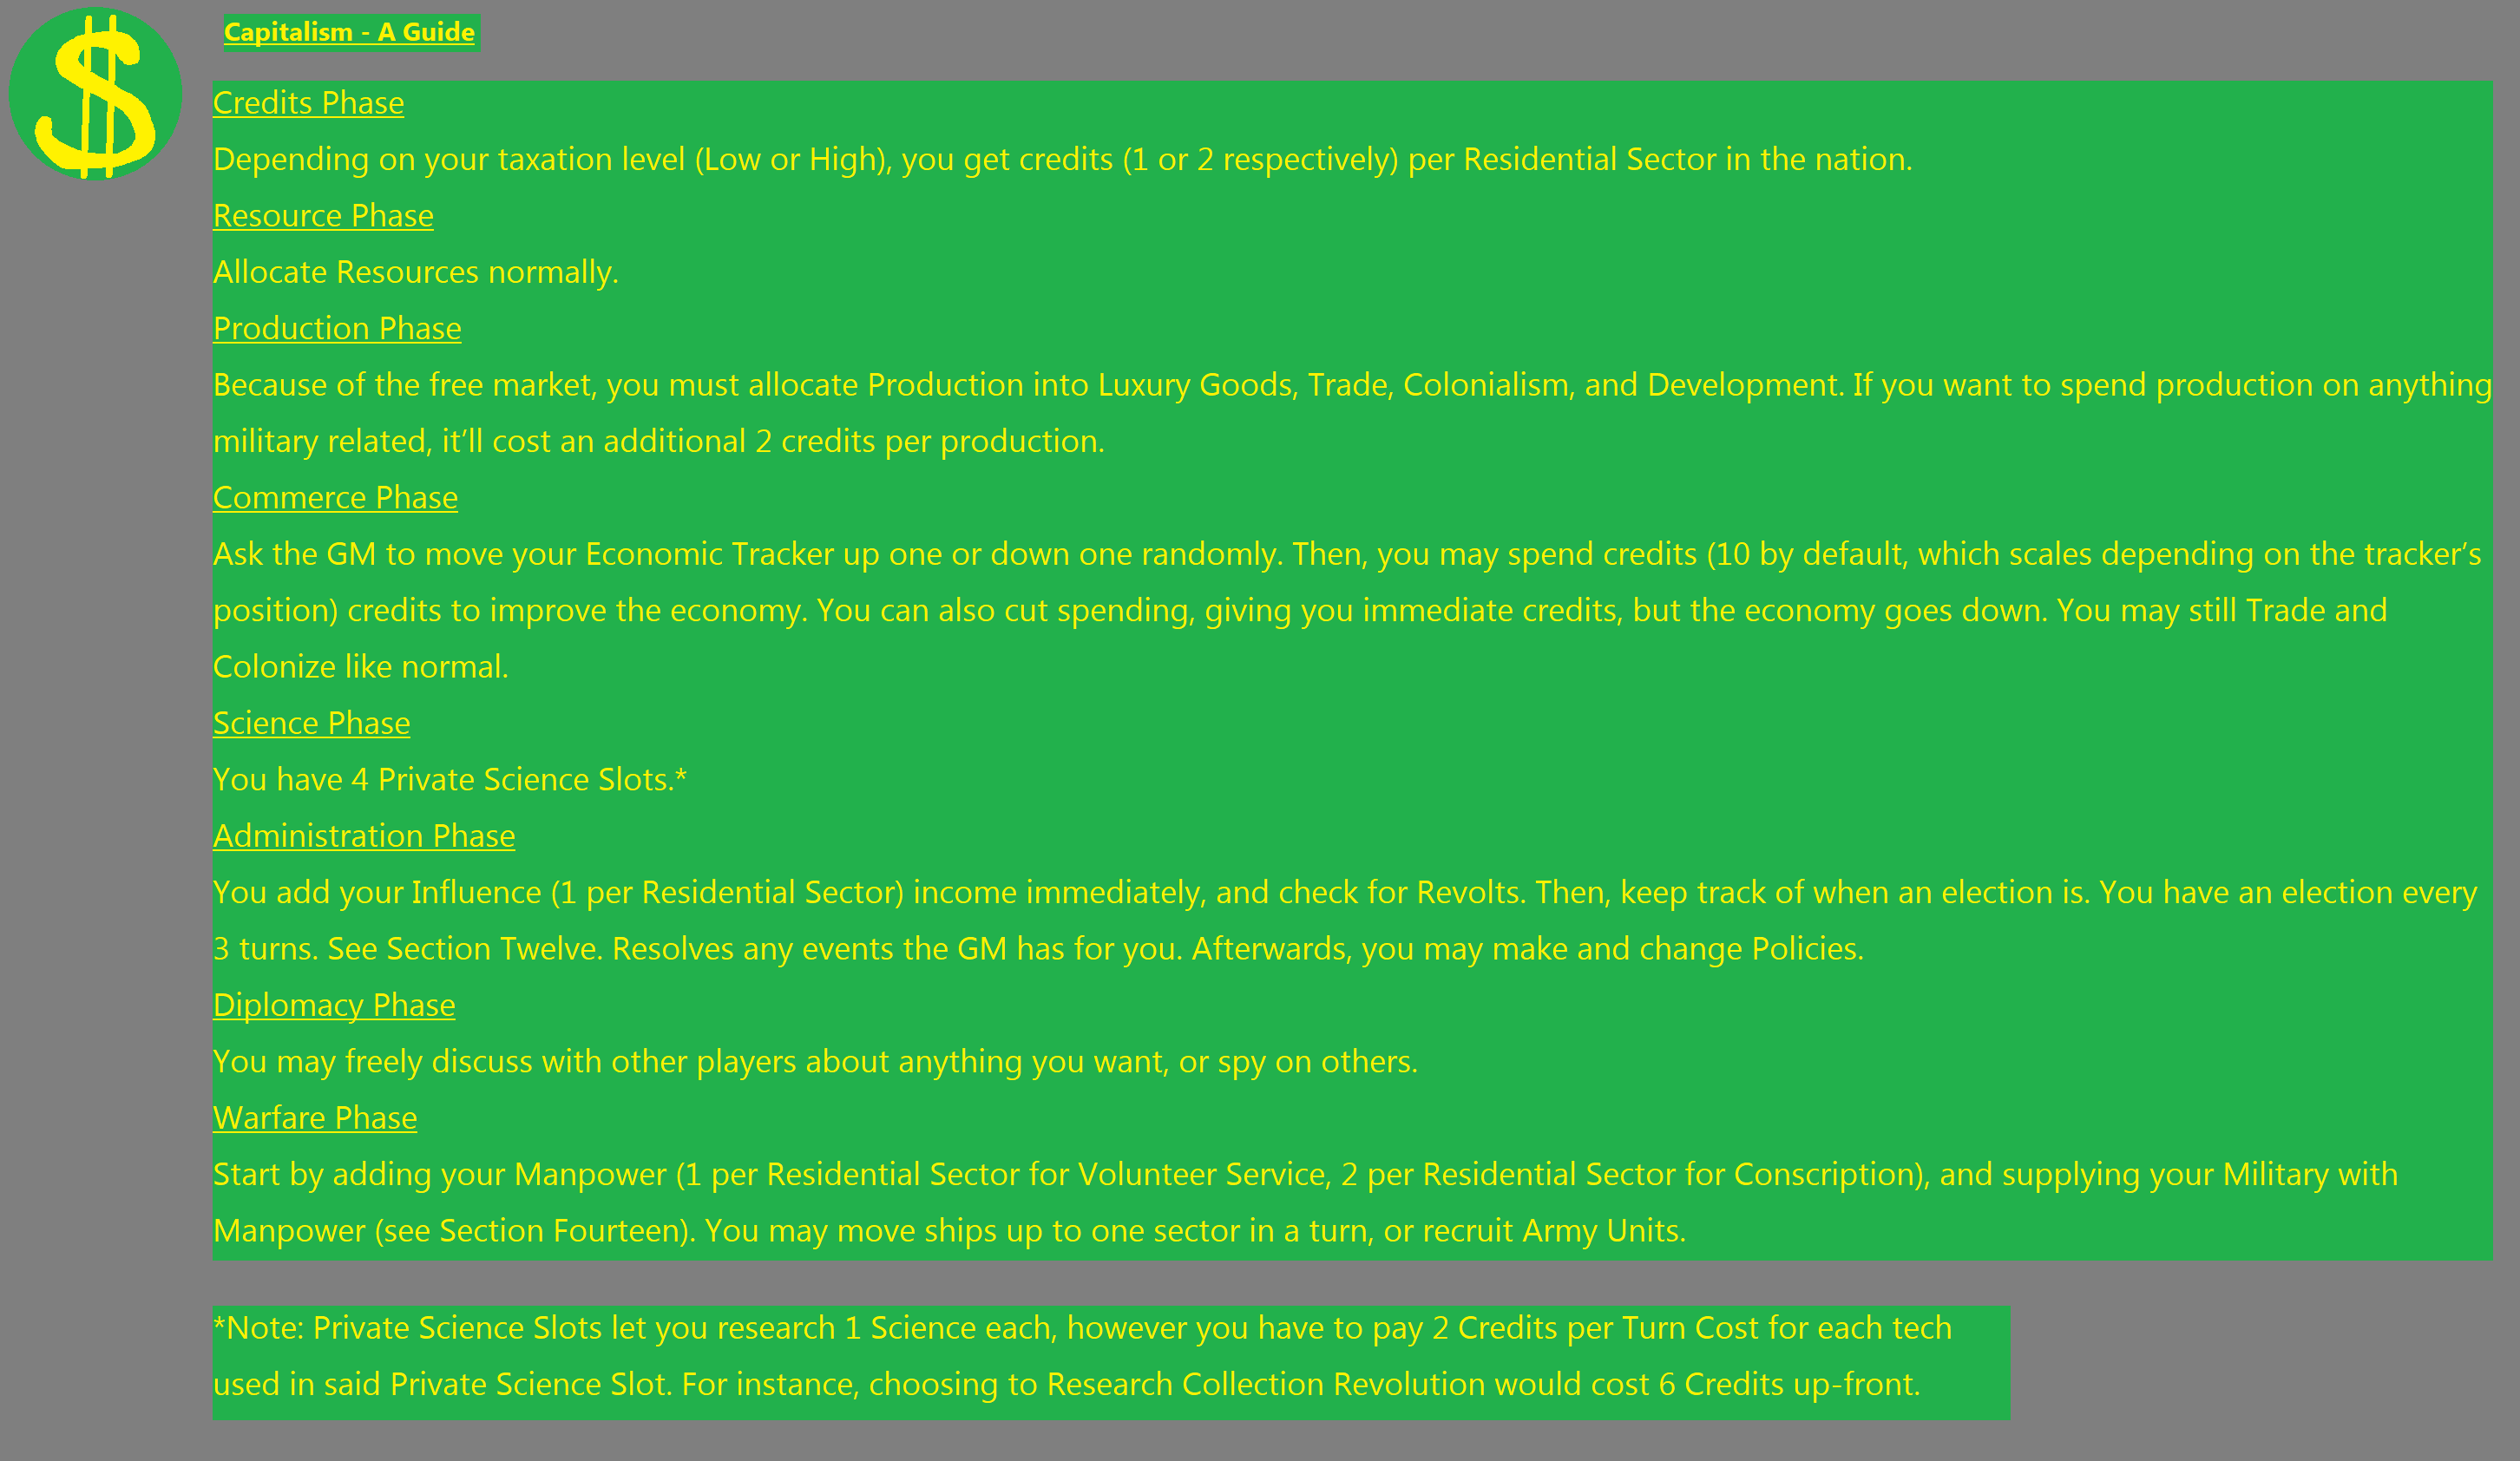 Capitalism - A Guide
Credits Phase
Depending on your taxation level (Low or High), you get credits (1 or 2 respectively) per Residential Sector in the nation.
Resource Phase
Allocate Resources normally.
Production Phase
Because of the free market, you must allocate Production into Luxury Goods, Trade, Colonialism, and Development. If you want to spend production on anything
military related, it’ll cost an additional 2 credits per production.
Commerce Phase
Ask the GM to move your Economic Tracker up one or down one randomly. Then, you may spend credits (10 by default, which scales depending on the tracker’s
position) credits to improve the economy. You can also cut spending, giving you immediate credits, but the economy goes down. You may still Trade and
Colonize like normal.
Science Phase
You have 4 Private Science Slots.*
Administration Phase
You add your Influence (1 per Residential Sector) income immediately, and check for Revolts. Then, keep track of when an election is. You have an election every
3 turns. See Section Twelve. Resolves any events the GM has for you. Afterwards, you may make and change Policies.
Diplomacy Phase
You may freely discuss with other players about anything you want, or spy on others.
Warfare Phase
Start by adding your Manpower (1 per Residential Sector for Volunteer Service, 2 per Residential Sector for Conscription), and supplying your Military with
Manpower (see Section Fourteen). You may move ships up to one sector in a turn, or recruit Army Units.
*Note: Private Science Slots let you research 1 Science each, however you have to pay 2 Credits per Turn Cost for each tech
used in said Private Science Slot. For instance, choosing to Research Collection Revolution would cost 6 Credits up-front.